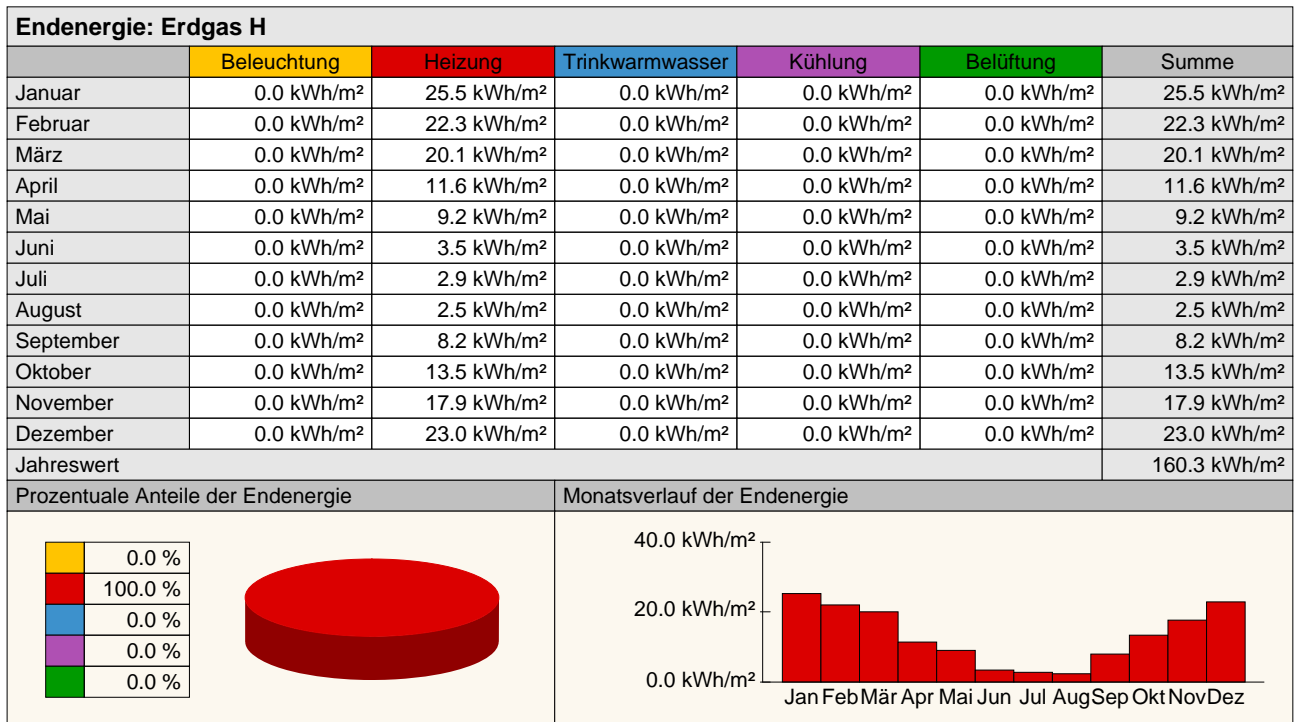 Endenergie: Erdgas H
Beleuchtung Heizung Trinkwarmwasser Kühlung Belüftung Summe
Januar 0.0 kWh/m² 25.5 kWh/m² 0.0 kWh/m² 0.0 kWh/m² 0.0 kWh/m² 25.5 kWh/m²
Februar 0.0 kWh/m² 22.3 kWh/m² 0.0 kWh/m² 0.0 kWh/m² 0.0 kWh/m² 22.3 kWh/m²
März 0.0 kWh/m² 20.1 kWh/m² 0.0 kWh/m² 0.0 kWh/m² 0.0 kWh/m² 20.1 kWh/m²
April 0.0 kWh/m² 11.6 kWh/m² 0.0 kWh/m² 0.0 kWh/m² 0.0 kWh/m² 11.6 kWh/m²
Mai 0.0 kWh/m² 9.2 kWh/m² 0.0 kWh/m² 0.0 kWh/m² 0.0 kWh/m² 9.2 kWh/m²
Juni 0.0 kWh/m² 3.5 kWh/m² 0.0 kWh/m² 0.0 kWh/m² 0.0 kWh/m² 3.5 kWh/m²
Juli 0.0 kWh/m² 2.9 kWh/m² 0.0 kWh/m² 0.0 kWh/m² 0.0 kWh/m² 2.9 kWh/m²
August 0.0 kWh/m² 2.5 kWh/m² 0.0 kWh/m² 0.0 kWh/m² 0.0 kWh/m² 2.5 kWh/m²
September 0.0 kWh/m² 8.2 kWh/m² 0.0 kWh/m² 0.0 kWh/m² 0.0 kWh/m² 8.2 kWh/m²
Oktober 0.0 kWh/m² 13.5 kWh/m² 0.0 kWh/m² 0.0 kWh/m² 0.0 kWh/m² 13.5 kWh/m²
November 0.0 kWh/m² 17.9 kWh/m² 0.0 kWh/m² 0.0 kWh/m² 0.0 kWh/m² 17.9 kWh/m²
Dezember 0.0 kWh/m² 23.0 kWh/m² 0.0 kWh/m² 0.0 kWh/m² 0.0 kWh/m² 23.0 kWh/m²
Jahreswert 160.3 kWh/m²
Prozentuale Anteile der Endenergie
0.0 %
100.0 %
0.0 %
0.0 %
0.0 %
Monatsverlauf der Endenergie
40.0 kWh/m²
20.0 kWh/m²
0.0 kWh/m²
Jan Feb Mär Apr Mai Jun Jul Aug Sep Okt Nov Dez